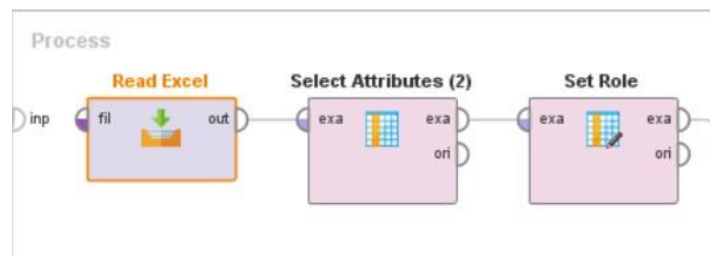 Process
Read Excel
Select Attributes (2)
Set Role
inp
fil
out
exa
exa
ori
exa
exa
ori